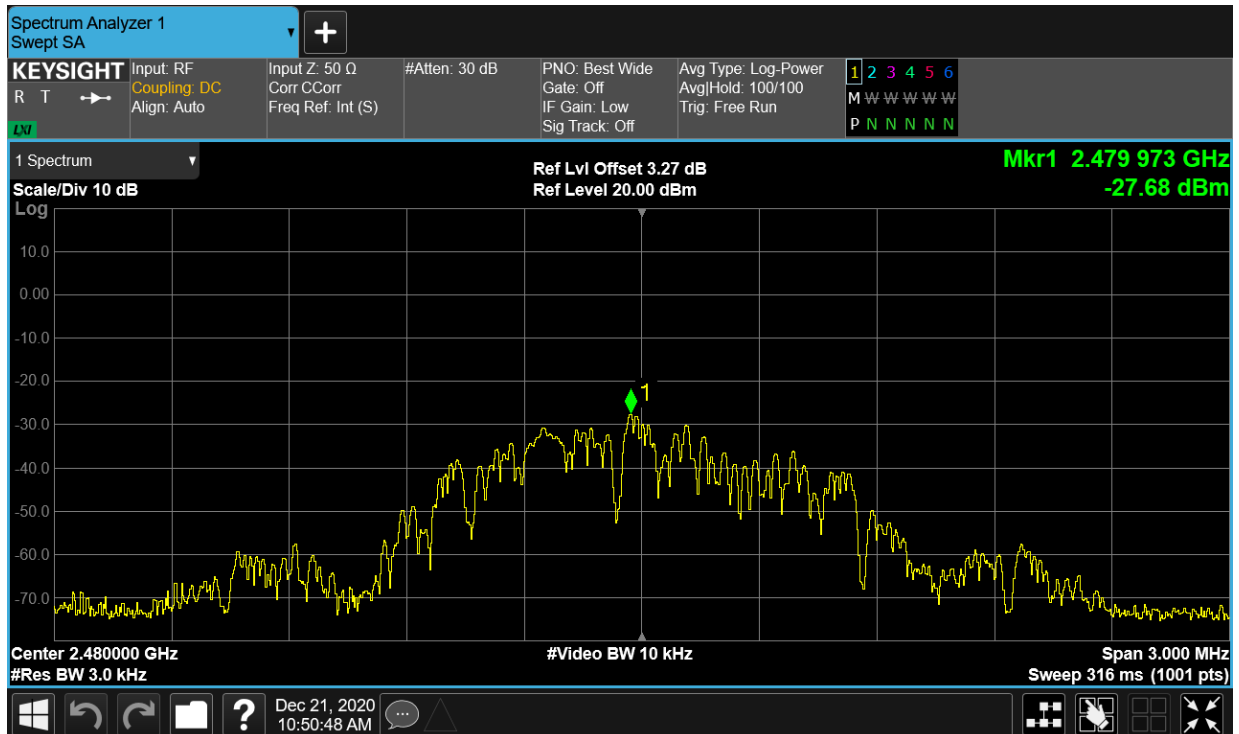 Spectrum Analyzer 1
Swept SA
+
KEYSIGHT
R T
LXI
Input: RF
Coupling: DC
Align: Auto
Input Z: 50 Ω
Corr CCorr
Freq Ref: Int (S)
#Atten: 30 dB
PNO: Best Wide
Gate: Off
IF Gain: Low
Sig Track: Off
Avg Type: Log-Power
Avg|Hold: 100/100
Trig: Free Run
1 2 3 4 5 6
M W W W W W
P N N N N N
1 Spectrum
Scale/Div 10 dB
Log
Ref Lvl Offset 3.27 dB
Ref Level 20.00 dBm
Mkr1 2.479 973 GHz
-27.68 dBm
10.0
0.00
-10.0
-20.0
-30.0
-40.0
-50.0
-60.0
-70.0
1
Center 2.480000 GHz
#Res BW 3.0 kHz
#Video BW 10 kHz
Span 3.000 MHz
Sweep 316 ms (1001 pts)
?
Dec 21, 2020
10:50:48 AM